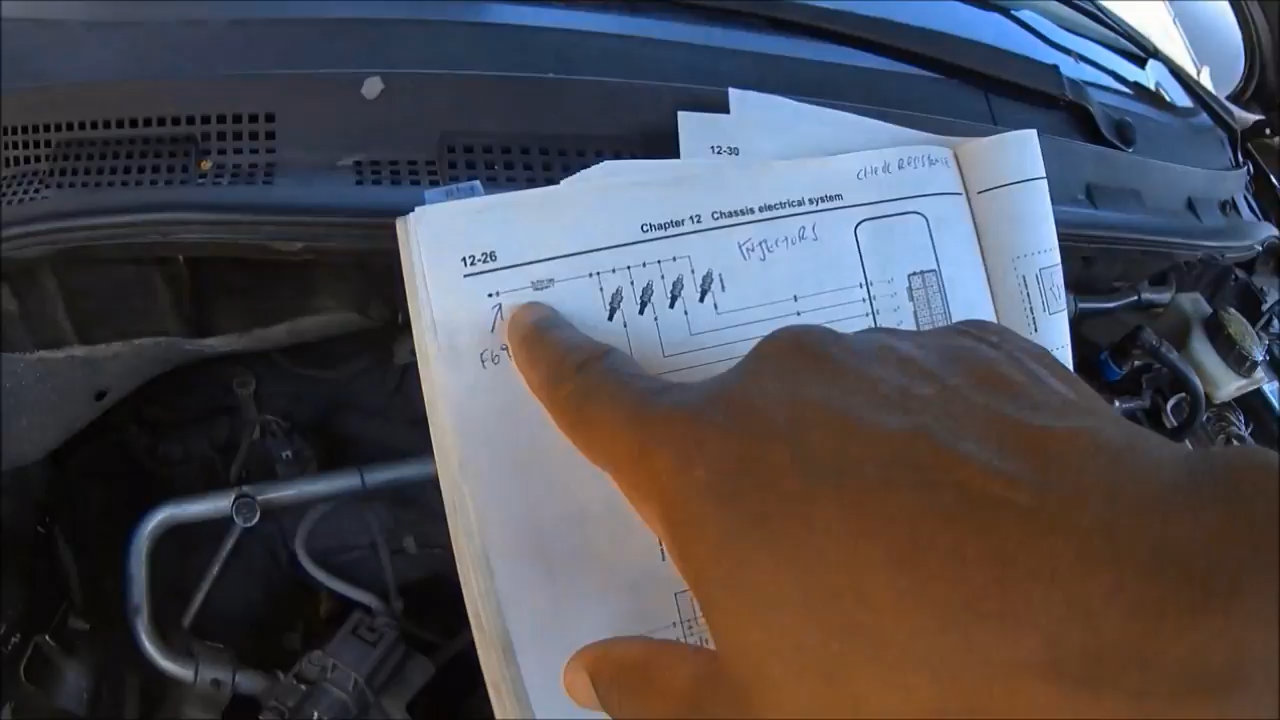 12-30
CHECK RESISTANCE
Chapter 12 Chassis electrical system
12-26
INJECTORS
F69